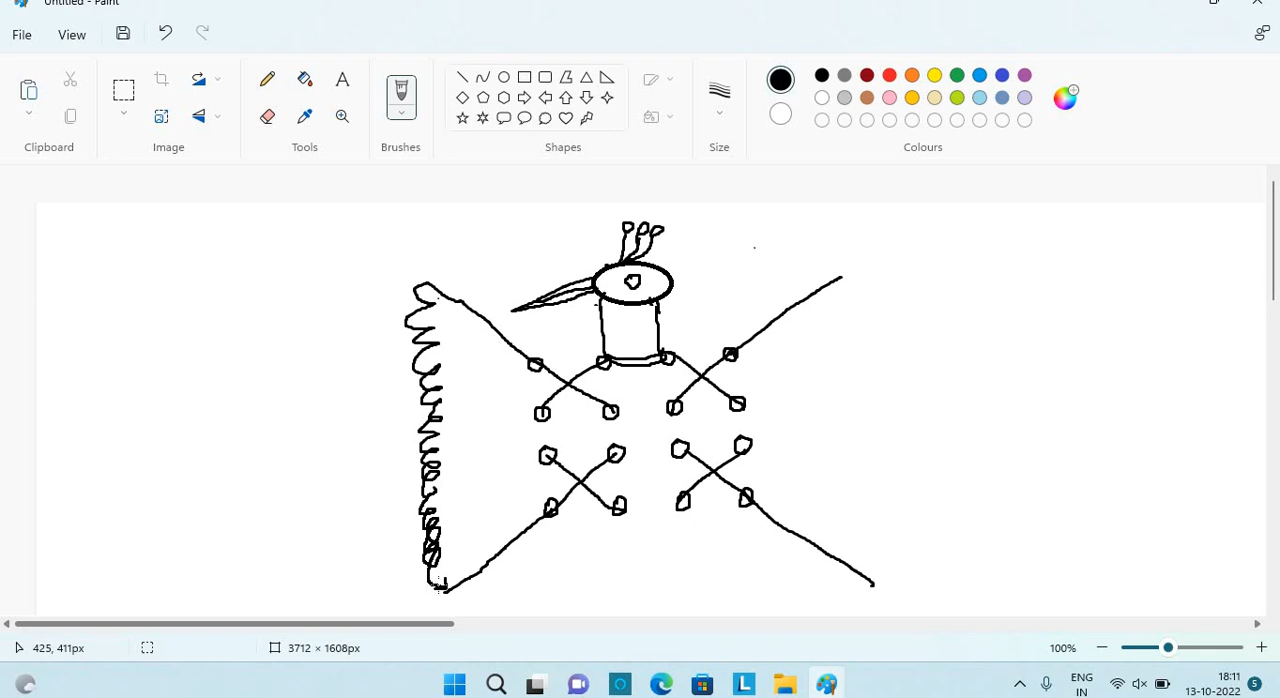 Untitled - Paint
File View
Clipboard Image Tools Brushes Shapes Size Colours
425, 411px 3712 × 1608px 100%
ENG 18:11
IN 13-10-2022 5